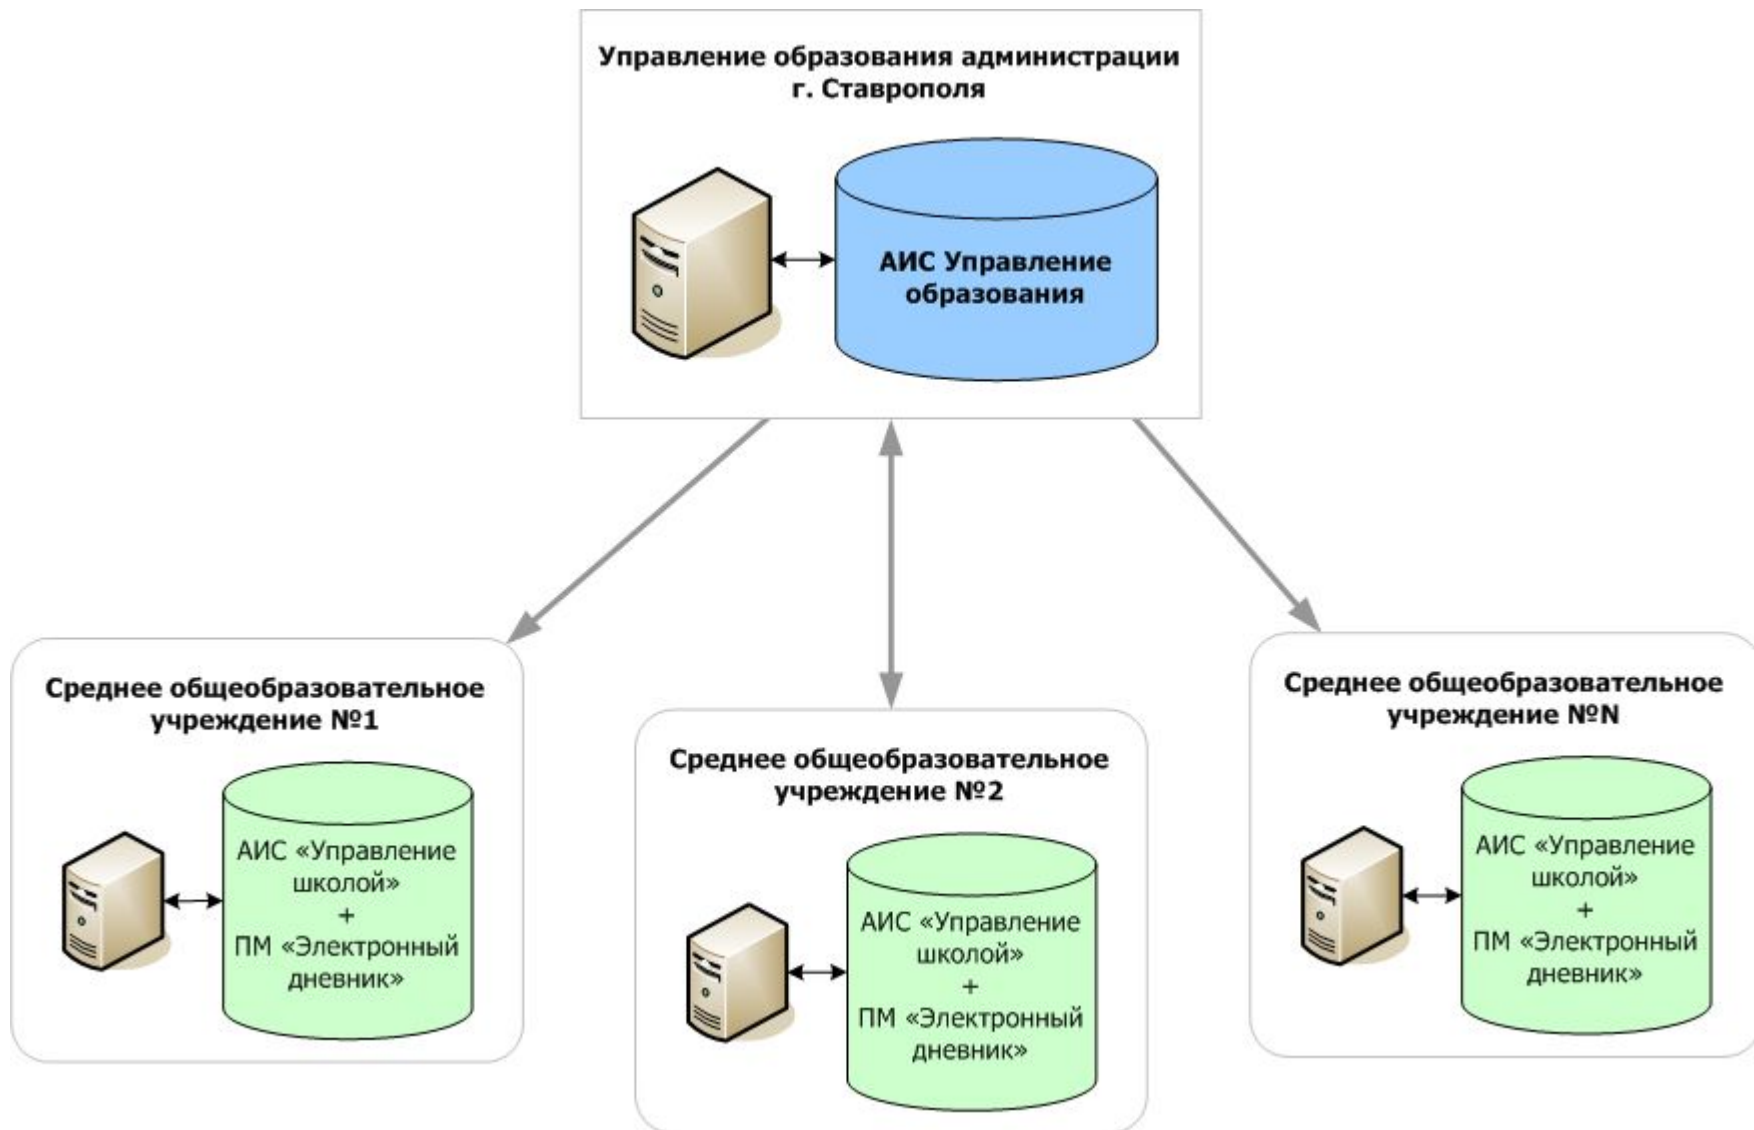 Управление образования администрации
г. Ставрополя
АИС Управление
образования
Среднее общеобразовательное
учреждение №1
АИС «Управление
школой»
+
ПМ «Электронный
дневник»
Среднее общеобразовательное
учреждение №2
АИС «Управление
школой»
+
ПМ «Электронный
дневник»
Среднее общеобразовательное
учреждение №N
АИС «Управление
школой»
+
ПМ «Электронный
дневник»